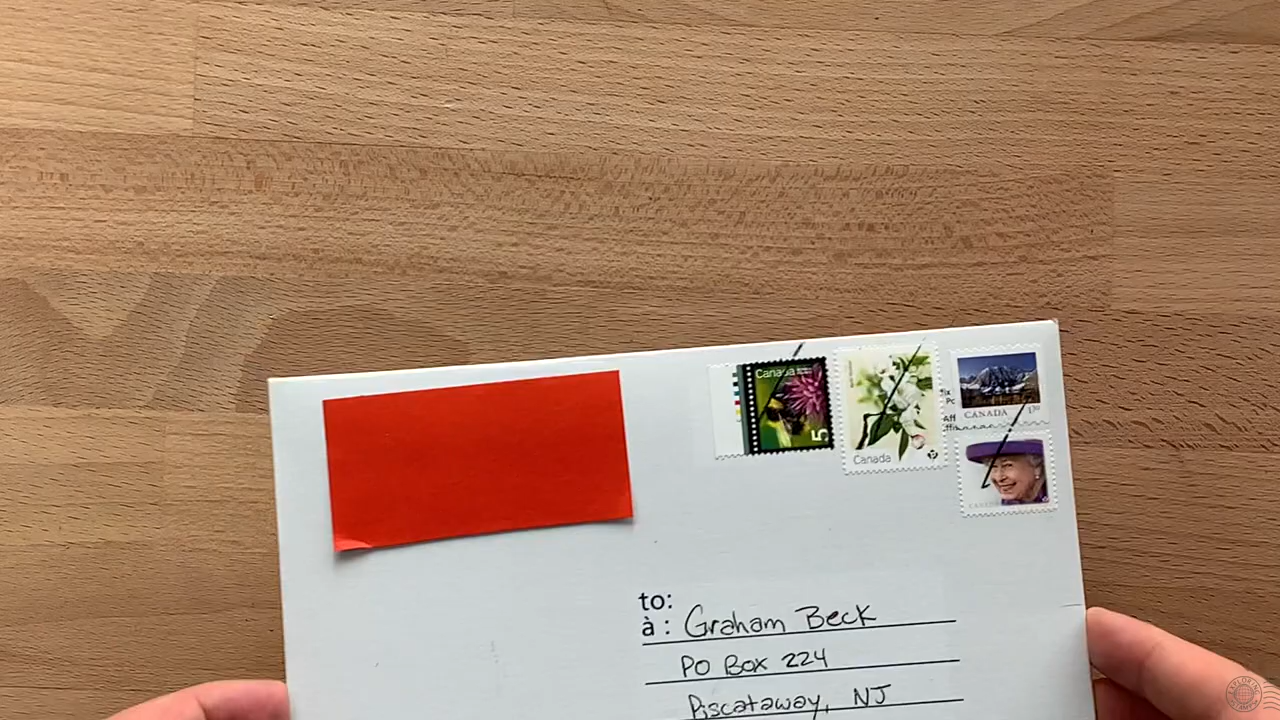 Canada
5
Canada
P
CANADA
to:
à : Graham Beck
PO Box 224
Piscataway, NJ